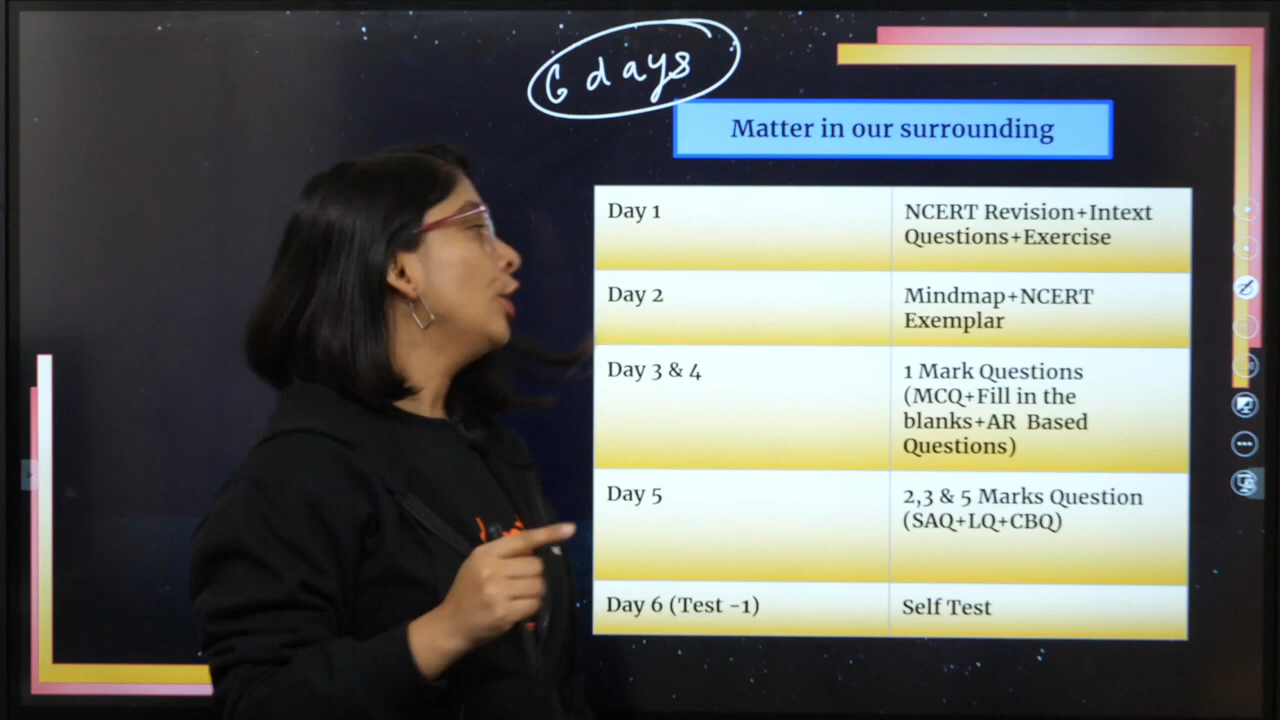 6 days
Matter in our surrounding
Day 1
NCERT Revision+Intext
Questions+Exercise
Day 2
Mindmap+NCERT
Exemplar
Day 3 & 4
1 Mark Questions
(MCQ+Fill in the
blanks+AR Based
Questions)
Day 5
2,3 & 5 Marks Question
(SAQ+LQ+CBQ)
Day 6 (Test -1)
Self Test